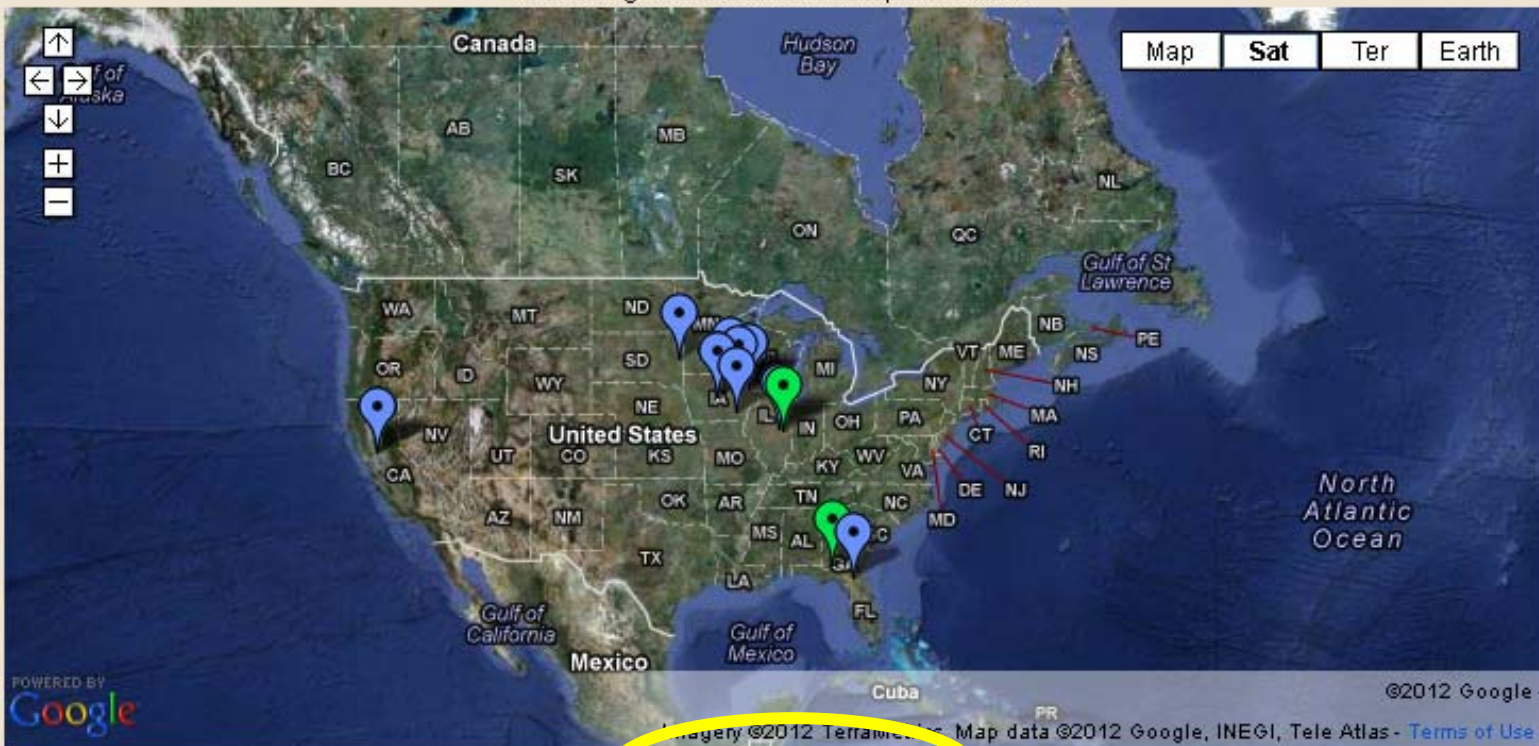 Canada
Hudson
Bay
Map Sat Ter Earth
Gulf of
Alaska
AB
MB
BC
SK
NL
ON
QC
Gulf of St
Lawrence
WA
MT
ND
MN
NB
PE
VT
ME
NS
OR
ID
SD
WY
MI
NY
NH
NE
IA
IL
IN
OH
PA
MA
CT
RI
NV
United States
UT
CO
KS
MO
KY
WV
VA
CA
DE
NJ
MD
AZ
NM
OK
AR
TN
NC
North
Atlantic
Ocean
MS
AL
GA
TX
LA
FL
Gulf of
California
Gulf of
Mexico
Mexico
Cuba
PR
POWERED BY
Google
©2012 Google
Imagery ©2012 TerraMetrics, Map data ©2012 Google, INEGI, Tele Atlas - Terms of Use